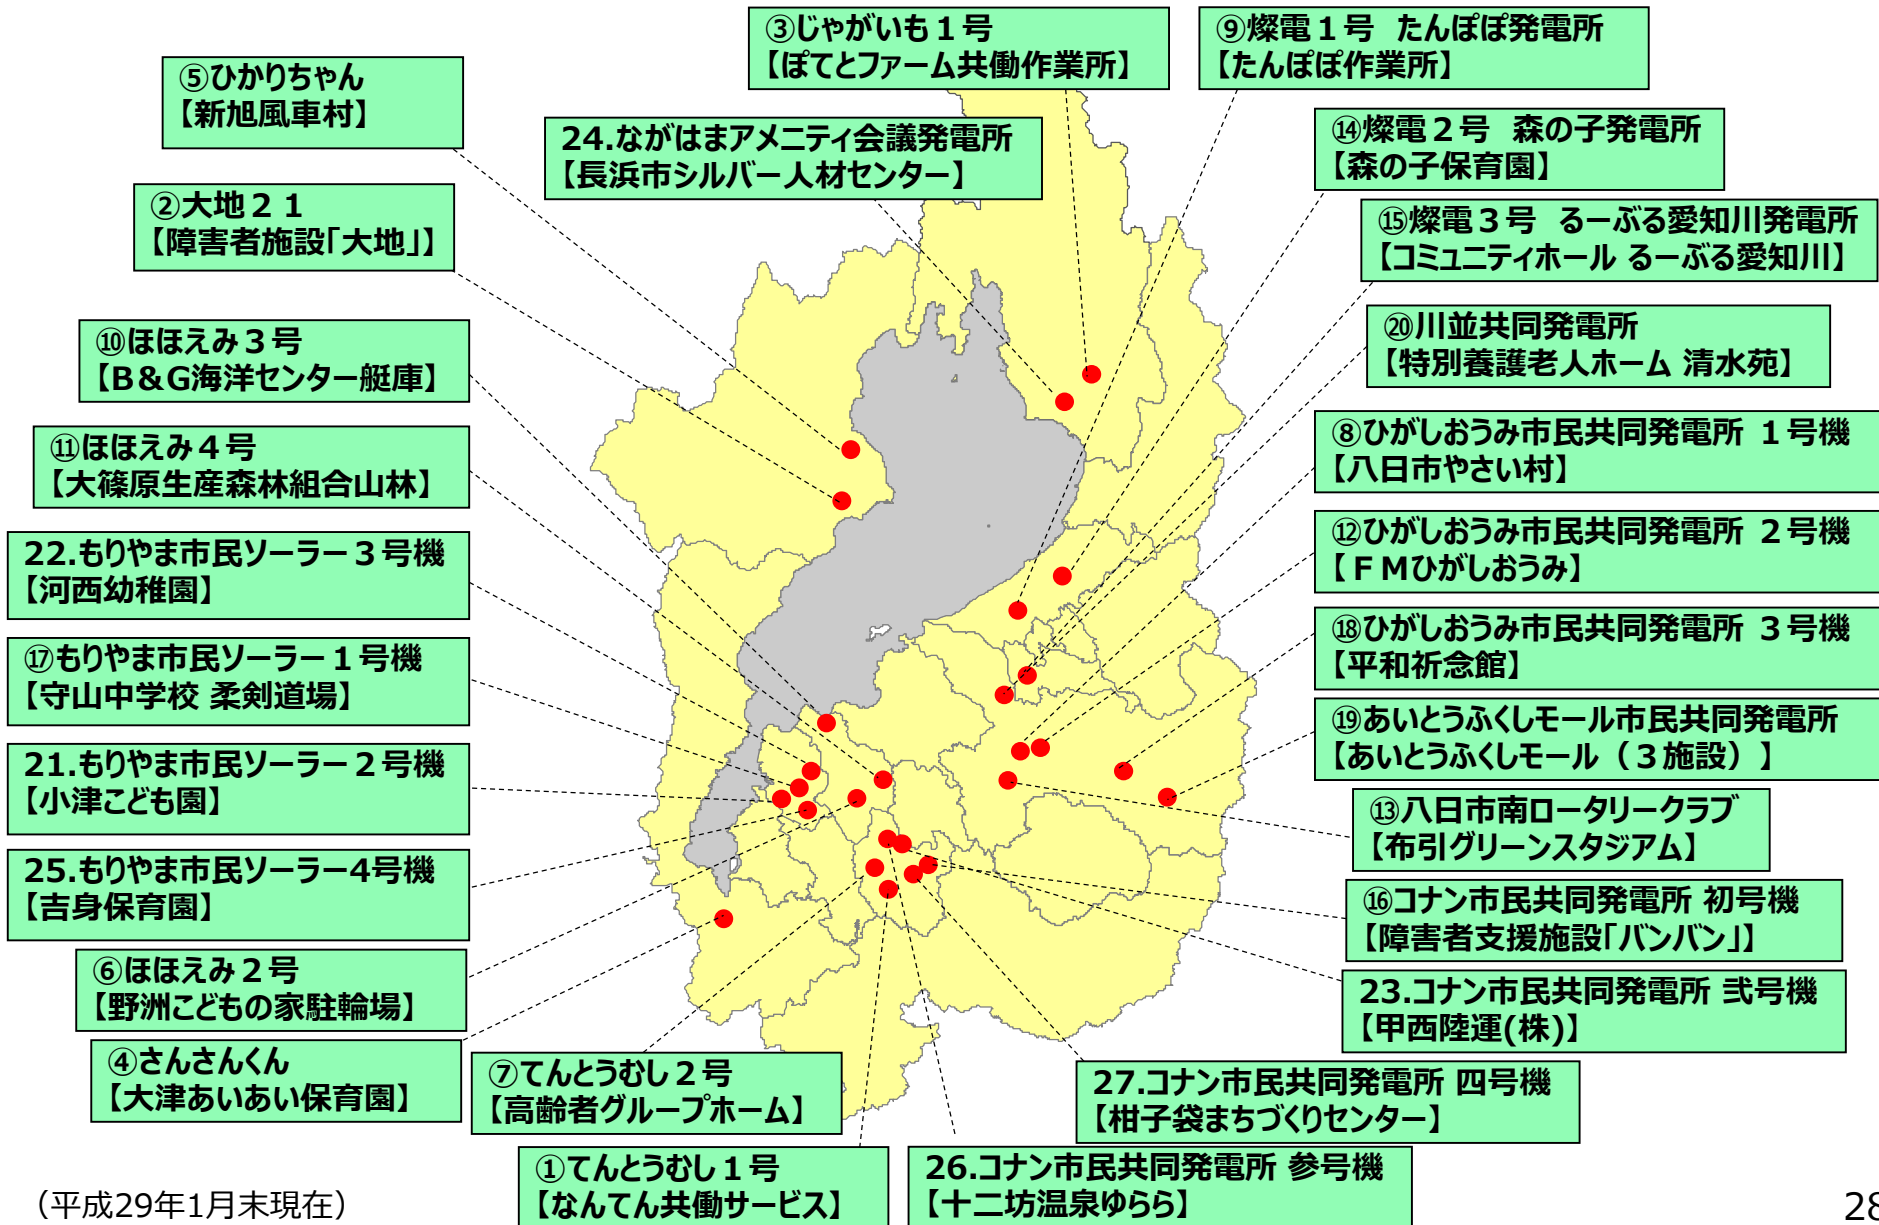 ③じゃがいも１号
【ぽてとファーム共働作業所】
⑨燦電１号 たんぽぽ発電所
【たんぽぽ作業所】
⑤ひかりちゃん
【新旭風車村】
24.ながはまアメニティ会議発電所
【長浜市シルバー人材センター】
⑭燦電２号 森の子発電所
【森の子保育園】
②大地２１
【障害者施設「大地」】
⑮燦電３号 るーぶる愛知川発電所
【コミュニティホール るーぶる愛知川】
⑩ほほえみ３号
【B＆G海洋センター艇庫】
⑳川並共同発電所
【特別養護老人ホーム 清水苑】
⑪ほほえみ４号
【大篠原生産森林組合山林】
⑧ひがしおうみ市民共同発電所 １号機
【八日市やさい村】
22.もりやま市民ソーラー３号機
【河西幼稚園】
⑫ひがしおうみ市民共同発電所 ２号機
【ＦＭひがしおうみ】
⑰もりやま市民ソーラー１号機
【守山中学校 柔剣道場】
⑱ひがしおうみ市民共同発電所 ３号機
【平和祈念館】
21.もりやま市民ソーラー２号機
【小津こども園】
⑲あいとうふくしモール市民共同発電所
【あいとうふくしモール（３施設）】
25.もりやま市民ソーラー4号機
【吉身保育園】
⑬八日市南ロータリークラブ
【布引グリーンスタジアム】
⑯コナン市民共同発電所 初号機
【障害者支援施設「バンバン」】
⑥ほほえみ２号
【野洲こどもの家駐輪場】
23.コナン市民共同発電所 弐号機
【甲西陸運(株)】
④さんさんくん
【大津あいあい保育園】
⑦てんとうむし２号
【高齢者グループホーム】
27.コナン市民共同発電所 四号機
【柑子袋まちづくりセンター】
①てんとうむし１号
【なんてん共働サービス】
26.コナン市民共同発電所 参号機
【十二坊温泉ゆらら】
（平成29年1月末現在）
28